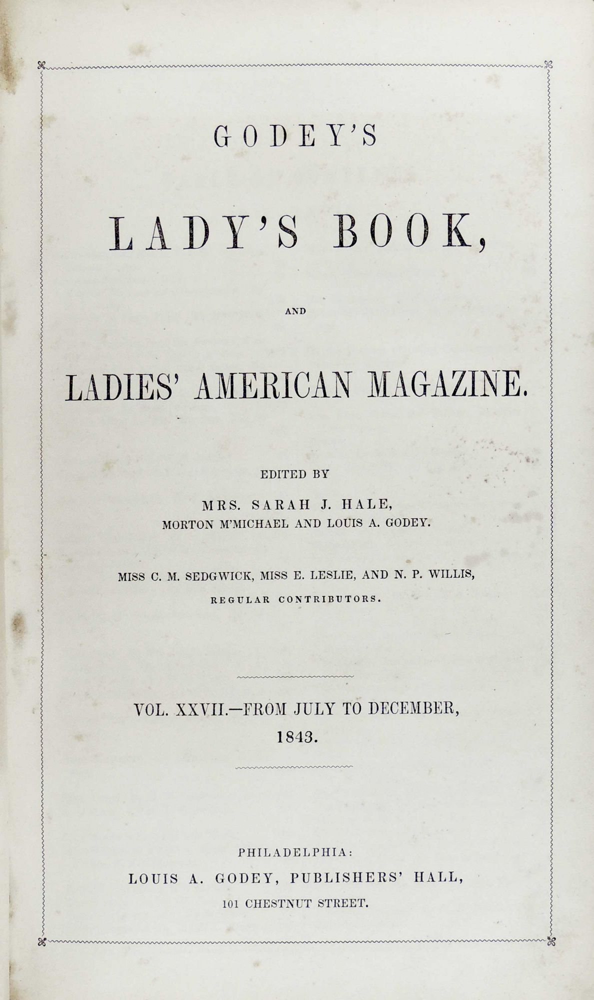 GODEY'S
LADY'S BOOK,
AND
LADIES' AMERICAN MAGAZINE.
EDITED BY
MRS. SARAH J. HALE,
MORTON M'MICHAEL AND LOUIS A. GODEY.
MISS C. M. SEDGWICK, MISS E. LESLIE, AND N. P. WILLIS,
REGULAR CONTRIBUTORS.
VOL. XXVII.—FROM JULY TO DECEMBER,
1843.
PHILADELPHIA:
LOUIS A. GODEY, PUBLISHERS' HALL,
101 CHESTNUT STREET.